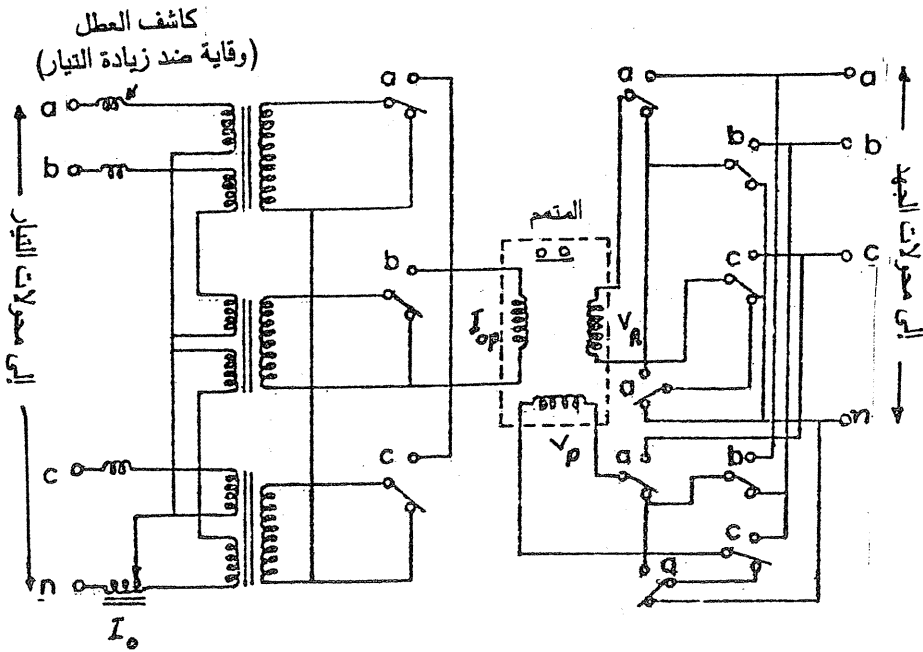 كاشف العطل
(وقاية ضد زيادة التيار)
a
b
c
n
I₀
إلى محولات التيار
a
b
c
المتمم
I_op
V_R
V_p
a
b
c
a
a
b
c
a
a
b
c
n
إلى محولات الجهد